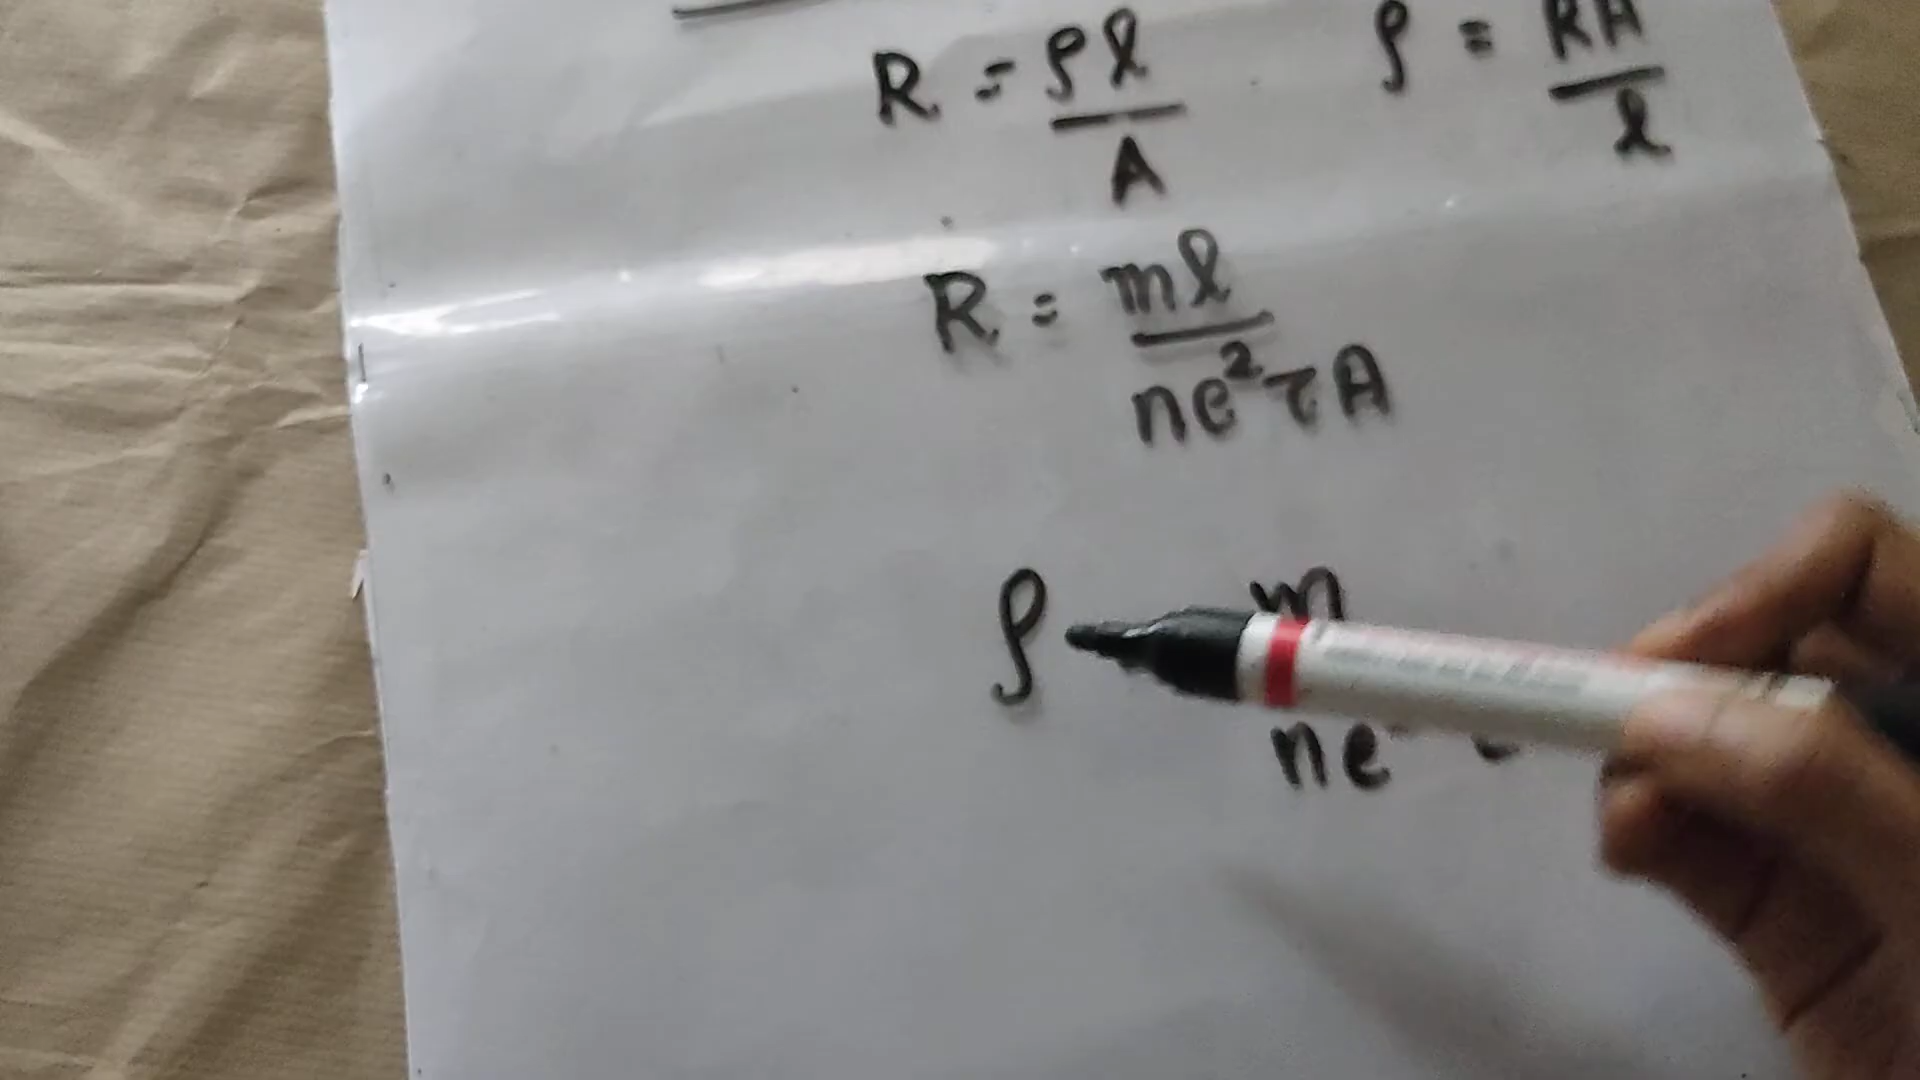 R = ρl/A    ρ = RA/l
R = ml/ne²τA
ρ m/ne